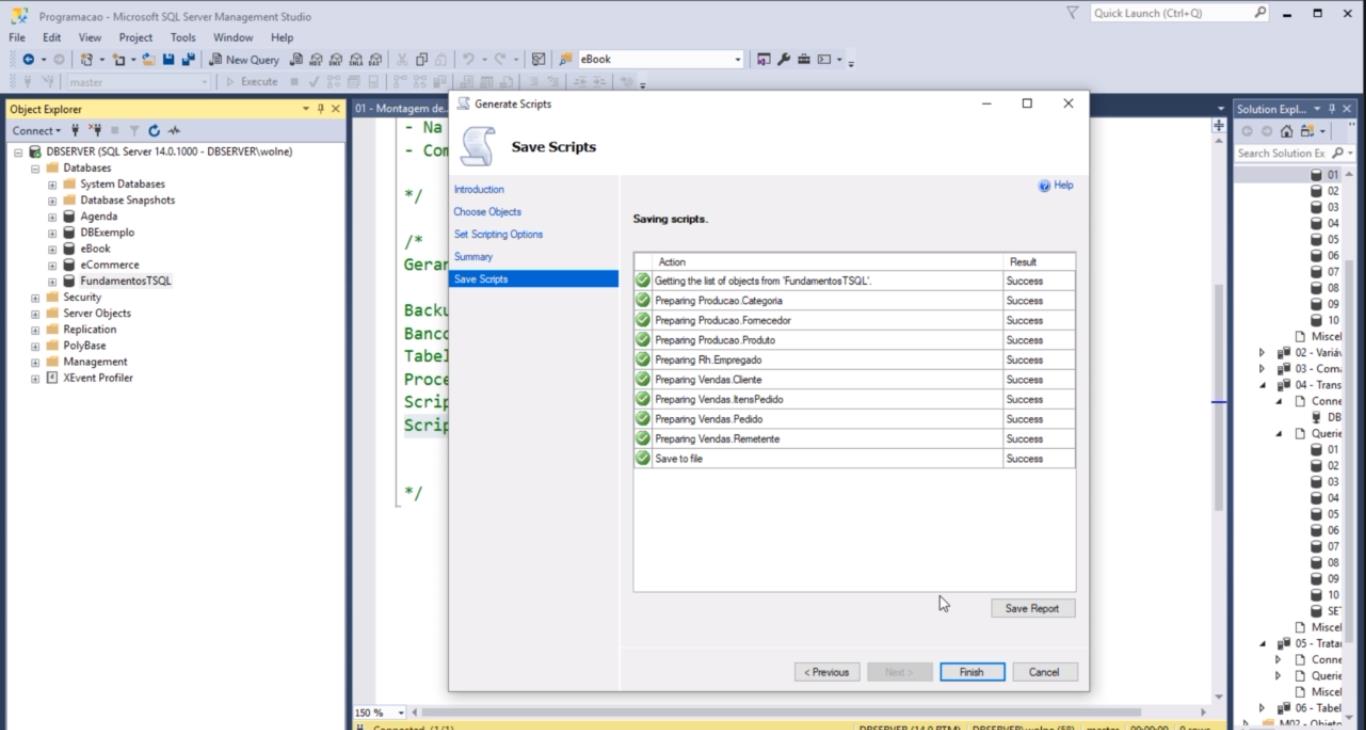 Programacao - Microsoft SQL Server Management Studio
Quick Launch (Ctrl+Q)
File Edit View Project Tools Window Help
New Query
eBook
master
Execute
Object Explorer
Connect
DBSERVER (SQL Server 14.0.1000 - DBSERVER\wolne)
Databases
System Databases
Database Snapshots
Agenda
DBExemplo
eBook
eCommerce
FundamentosTSQL
Security
Server Objects
Replication
PolyBase
Management
XEvent Profiler
01 - Montagem de...
- Na
- Com
*/
/*
Gerar
Backu
Banco
Tabel
Proce
Scrip
Scrip
*/
150 %
Generate Scripts
Save Scripts
Introduction
Choose Objects
Set Scripting Options
Summary
Save Scripts
Help
Saving scripts.
Action Result
Getting the list of objects from 'FundamentosTSQL'. Success
Preparing Producao.Categoria Success
Preparing Producao.Fornecedor Success
Preparing Producao.Produto Success
Preparing Rh.Empregado Success
Preparing Vendas.Cliente Success
Preparing Vendas.ItensPedido Success
Preparing Vendas.Pedido Success
Preparing Vendas.Remetente Success
Save to file Success
Save Report
< Previous Next > Finish Cancel
Solution Expl...
Search Solution Ex
01
02
03
04
05
06
07
08
09
10
Miscel
02 - Variáv
03 - Com
04 - Trans
Conne
DB
Querie
01
02
03
04
05
06
07
08
09
10
SE
Miscel
05 - Trata
Conne
Querie
Miscel
06 - Tabel
M02 - Objeto
Connected. (1/1) DBSERVER (14.0 RTM) DBSERVER\wolne (58) master 00:00:00 0 rows